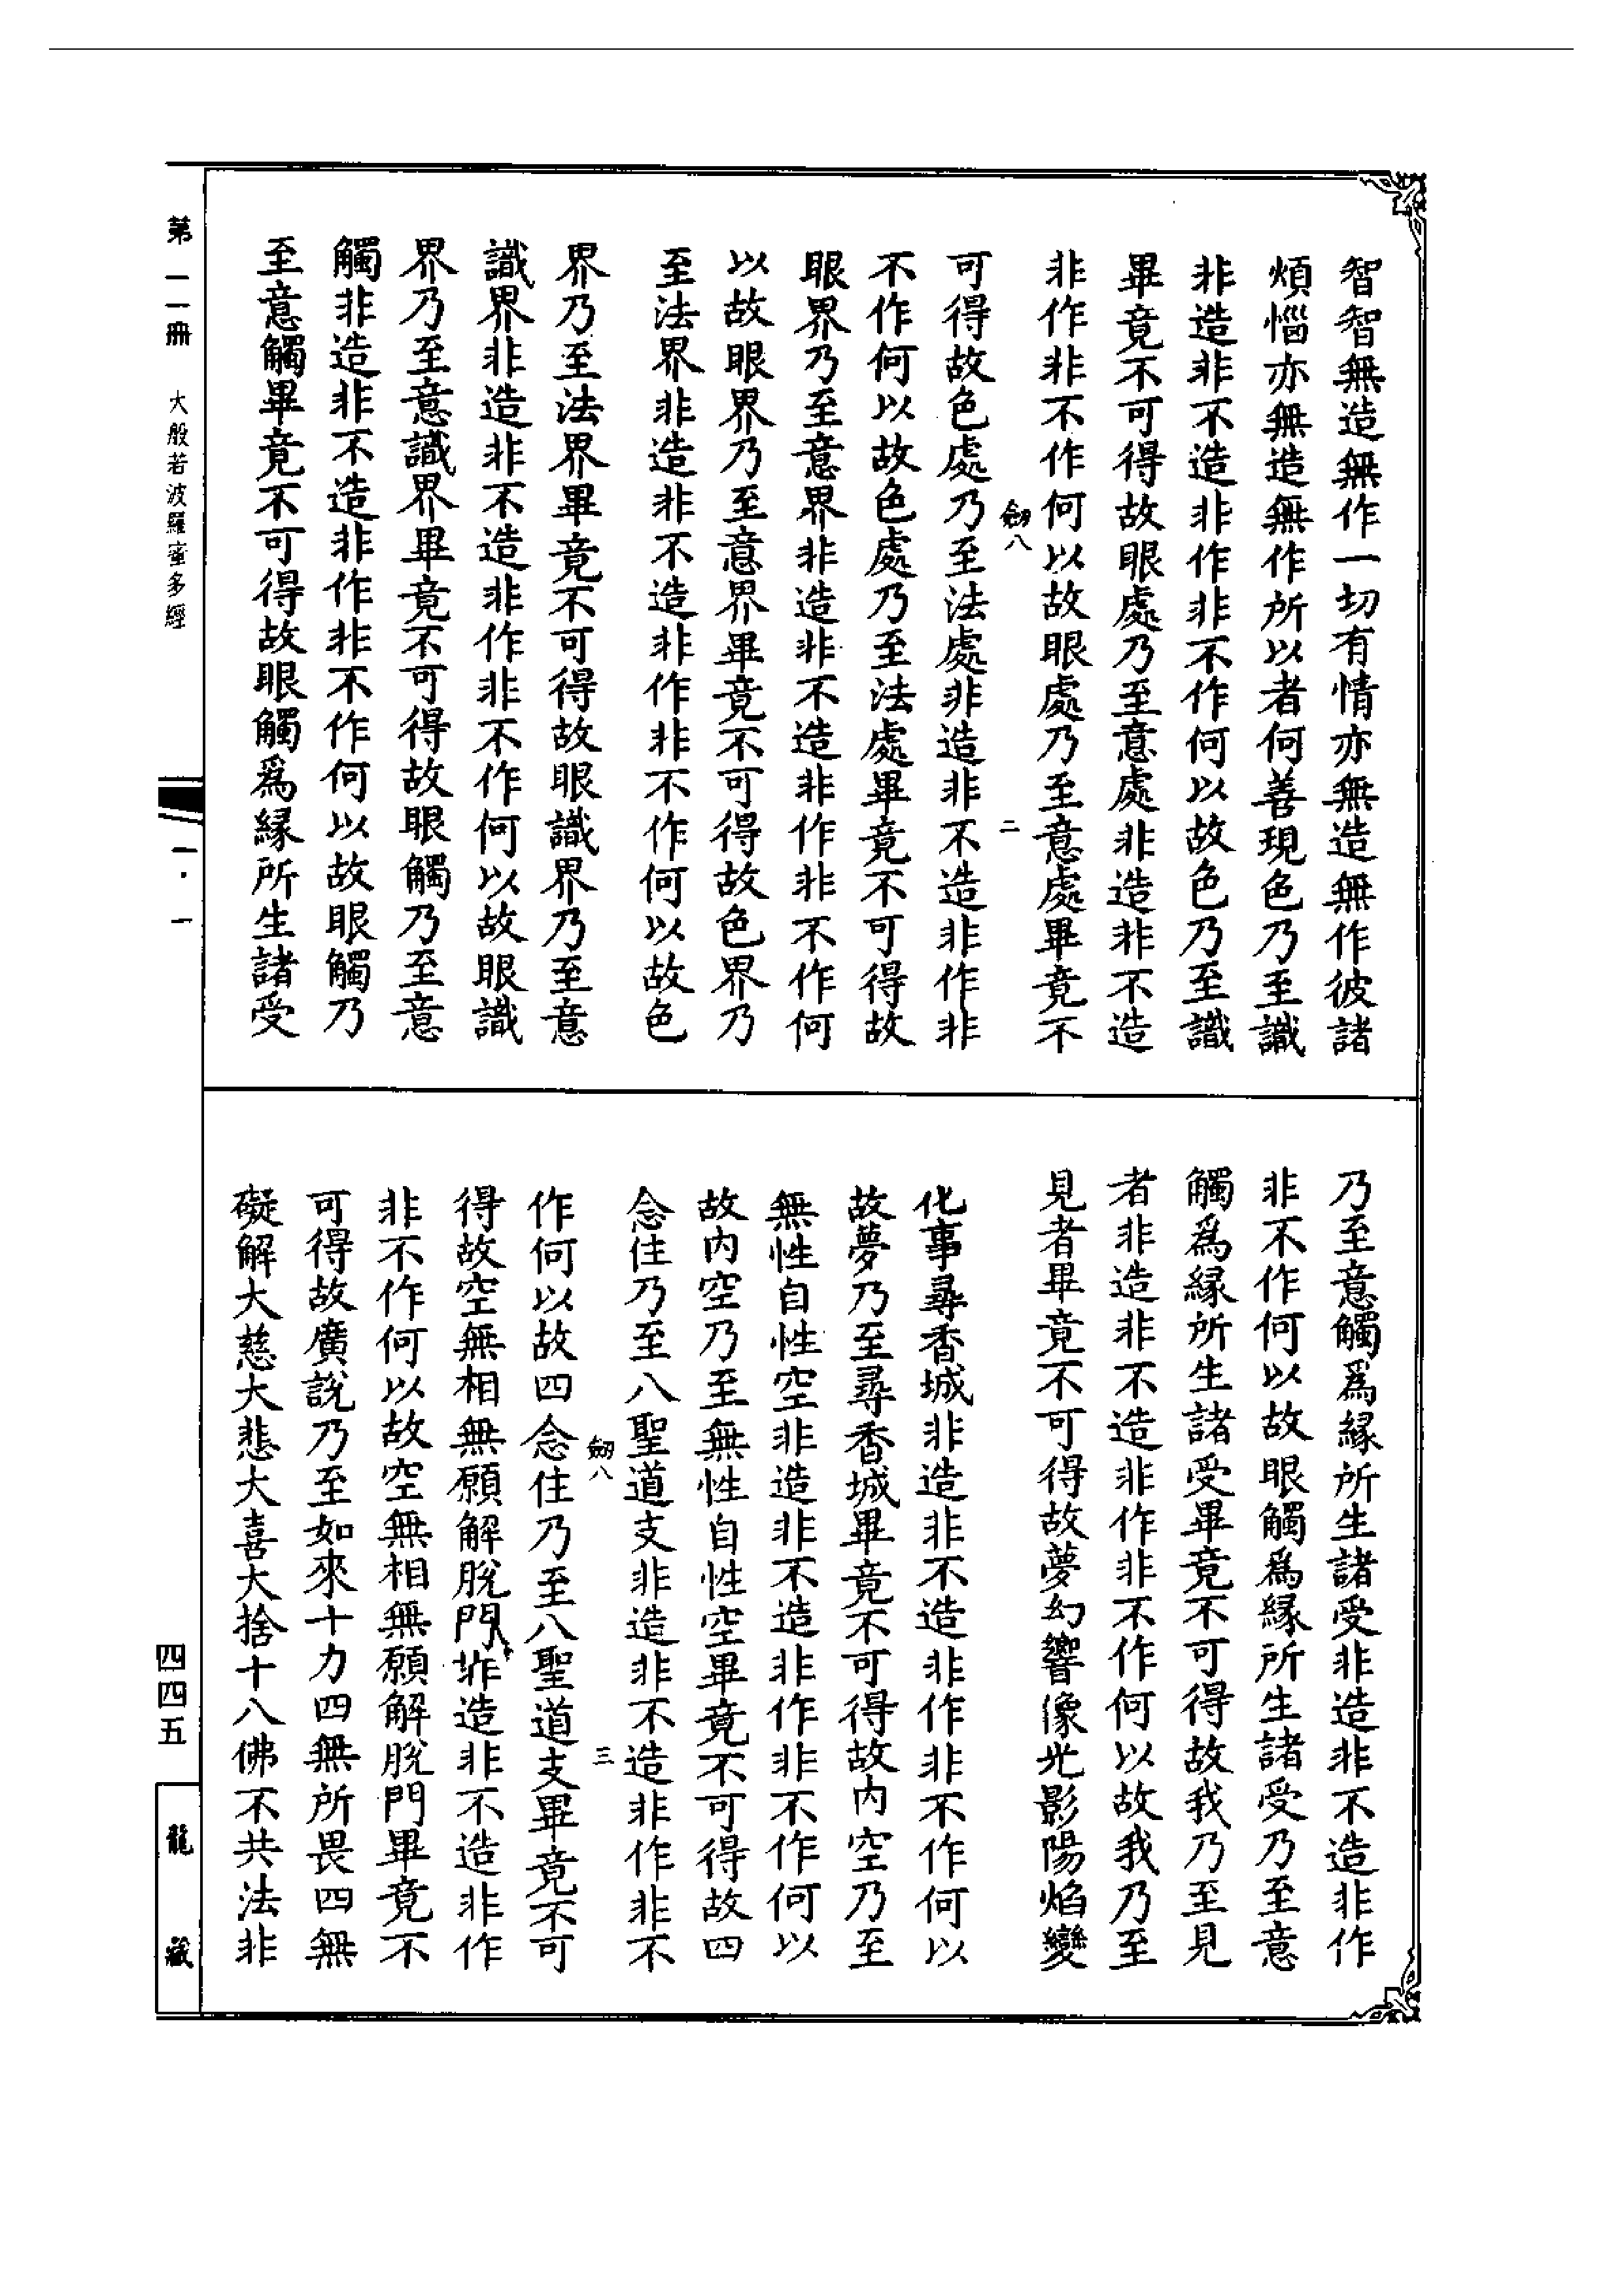 智智無造無作一切有情亦無造無作彼諸
煩惱亦無造無作所以者何善現色乃至識
非造非不造非作非不作何以故色乃至識
畢竟不可得故眼處乃至意處非造非不造
非作非不作何以故眼處乃至意處畢竟不
劒八
二
可得故色處乃至法處非造非不造非作非
不作何以故色處乃至法處畢竟不可得故
眼界乃至意界非造非不造非作非不作何
以故眼界乃至意界畢竟不可得故色界乃
至法界非造非不造非作非不作何以故色
界乃至法界畢竟不可得故眼識界乃至意
識界非造非不造非作非不作何以故眼識
界乃至意識界畢竟不可得故眼觸乃至意
觸非造非不造非作非不作何以故眼觸乃
至意觸畢竟不可得故眼觸爲緣所生諸受
乃至意觸爲緣所生諸受非造非不造非作
非不作何以故眼觸爲緣所生諸受乃至意
觸爲緣所生諸受畢竟不可得故我乃至見
者非造非不造非作非不作何以故我乃至
見者畢竟不可得故夢幻響像光影陽焰變
化事尋香城非造非不造非作非不作何以
故夢乃至尋香城畢竟不可得故內空乃至
無性自性空非造非不造非作非不作何以
故內空乃至無性自性空畢竟不可得故四
念住乃至八聖道支非造非不造非作非不
劒八
三
作何以故四念住乃至八聖道支畢竟不可
得故空無相無願解脫門非造非不造非作
非不作何以故空無相無願解脫門畢竟不
可得故廣說乃至如來十力四無所畏四無
礙解大慈大悲大喜大捨十八佛不共法非
第一一冊
大般若波羅蜜多經
一·一
四四五
龍藏